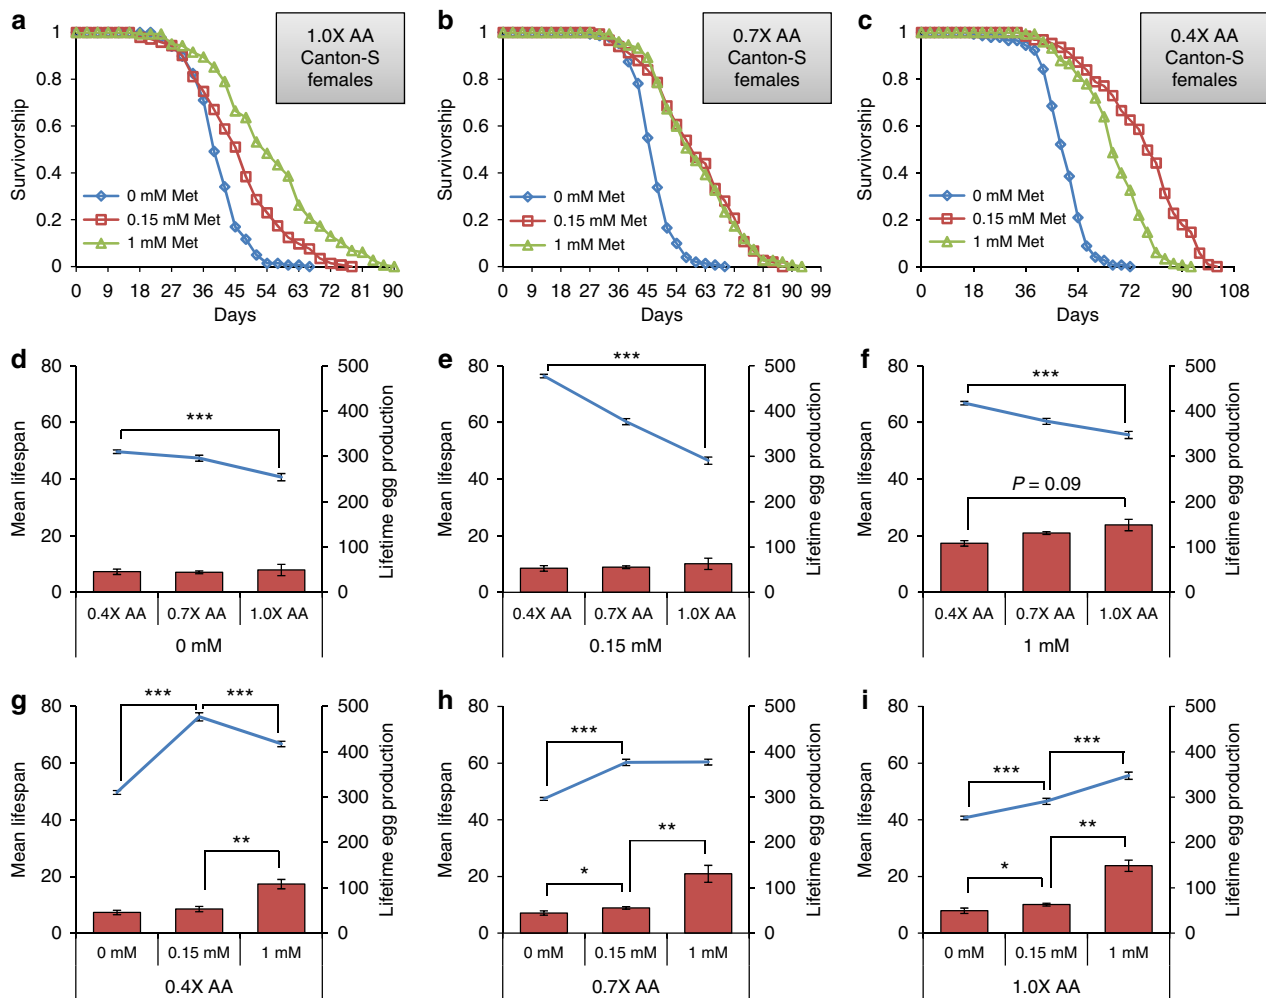 a
1.0X AA
Canton-S
females
Survivorship
1
0.8
0.6
0.4
0.2
0
0 mM Met
0.15 mM Met
1 mM Met
0 9 18 27 36 45 54 63 72 81 90
Days
b
0.7X AA
Canton-S
females
Survivorship
1
0.8
0.6
0.4
0.2
0
0 mM Met
0.15 mM Met
1 mM Met
0 9 18 27 36 45 54 63 72 81 90 99
Days
c
0.4X AA
Canton-S
females
Survivorship
1
0.8
0.6
0.4
0.2
0
0 mM Met
0.15 mM Met
1 mM Met
0 18 36 54 72 90 108
Days
d
Mean lifespan
80
60
40
20
0
***
500
400
300
200
100
0
Lifetime egg production
0.4X AA 0.7X AA 1.0X AA
0 mM
e
Mean lifespan
80
60
40
20
0
***
500
400
300
200
100
0
Lifetime egg production
0.4X AA 0.7X AA 1.0X AA
0.15 mM
f
Mean lifespan
80
60
40
20
0
***
P = 0.09
500
400
300
200
100
0
Lifetime egg production
0.4X AA 0.7X AA 1.0X AA
1 mM
g
Mean lifespan
80
60
40
20
0
*** ***
**
500
400
300
200
100
0
Lifetime egg production
0 mM 0.15 mM 1 mM
0.4X AA
h
Mean lifespan
80
60
40
20
0
***
**
*
500
400
300
200
100
0
Lifetime egg production
0 mM 0.15 mM 1 mM
0.7X AA
i
Mean lifespan
80
60
40
20
0
***
***
**
*
500
400
300
200
100
0
Lifetime egg production
0 mM 0.15 mM 1 mM
1.0X AA